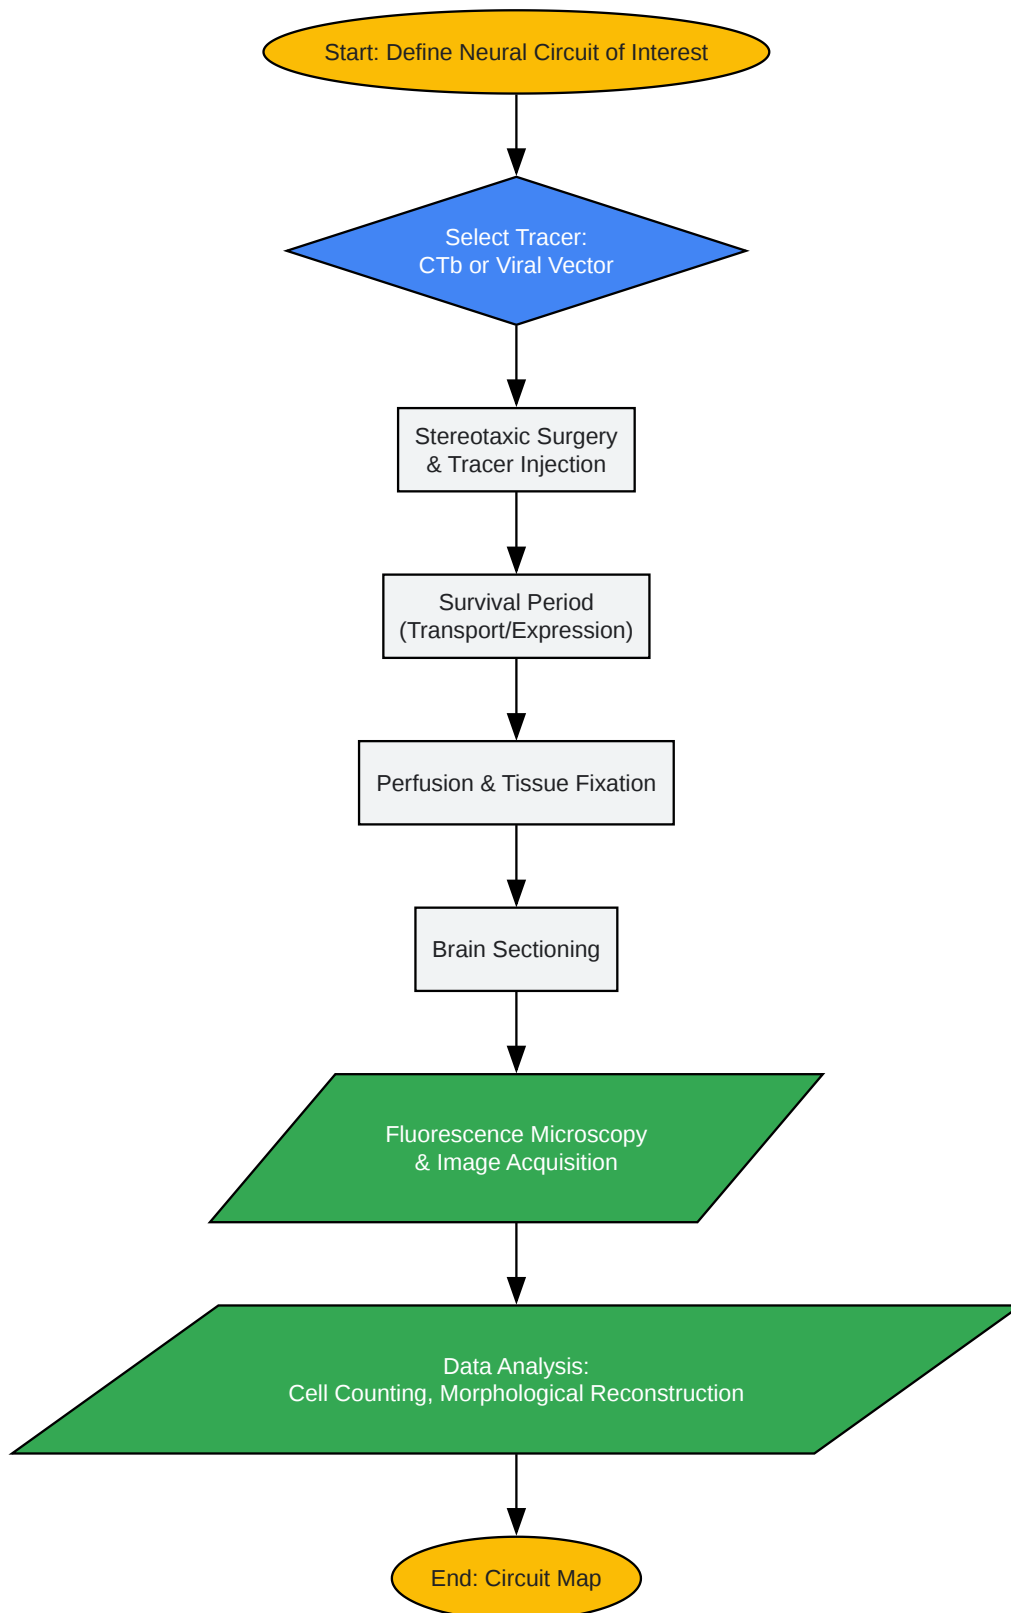 Start: Define Neural Circuit of Interest
Select Tracer:
CTb or Viral Vector
Stereotaxic Surgery
& Tracer Injection
Survival Period
(Transport/Expression)
Perfusion & Tissue Fixation
Brain Sectioning
Fluorescence Microscopy
& Image Acquisition
Data Analysis:
Cell Counting, Morphological Reconstruction
End: Circuit Map